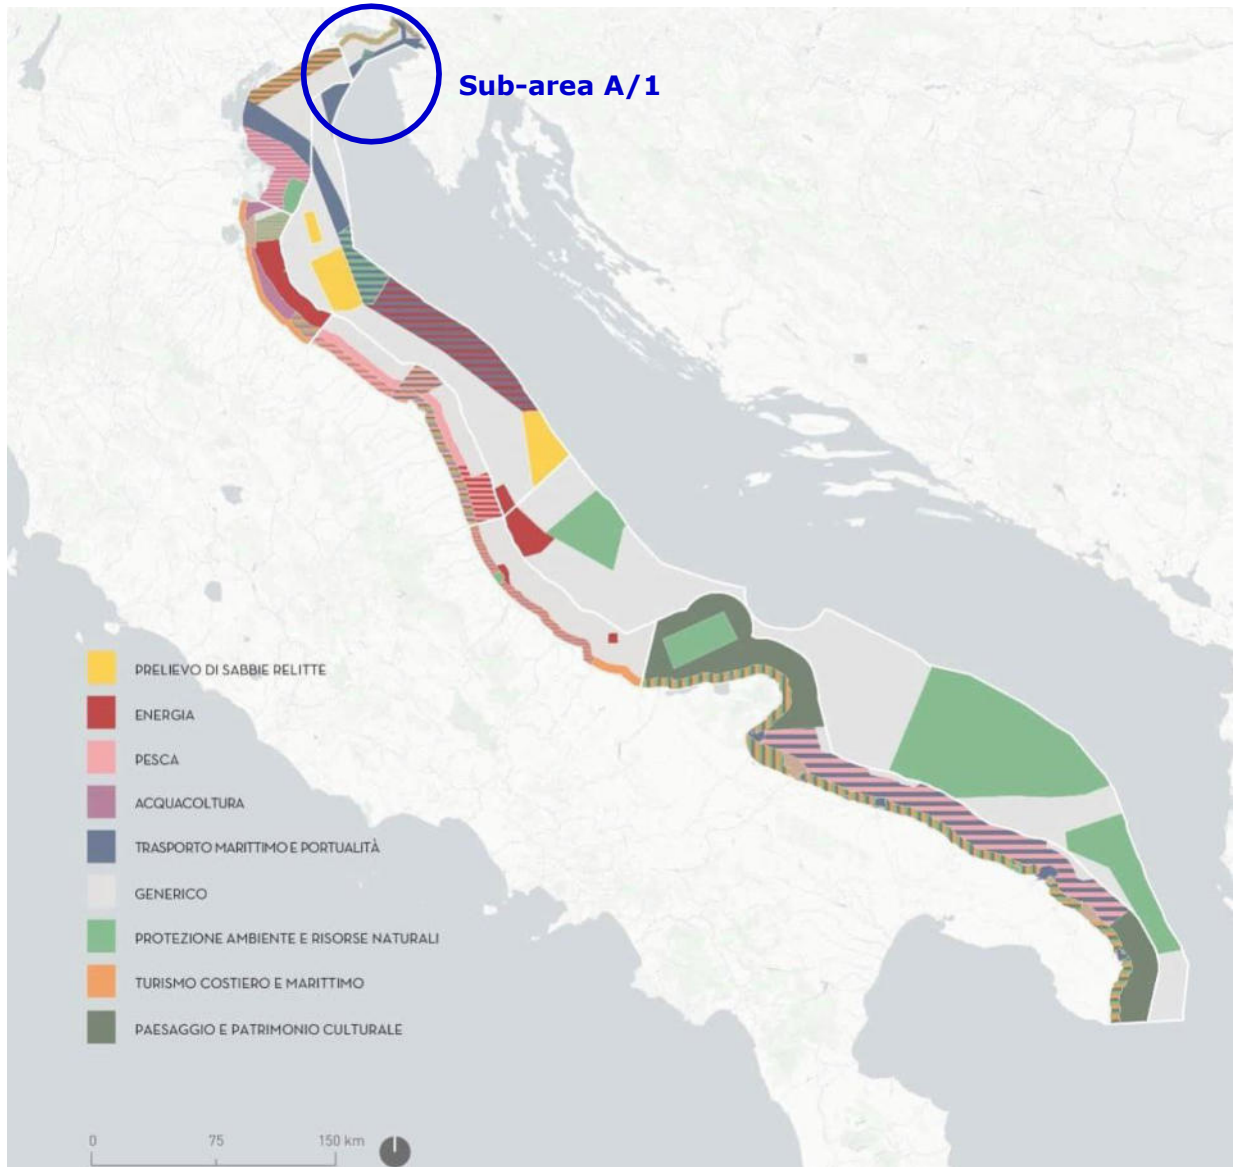 Sub-area A/1
PRELIEVO DI SABBIE RELITTE
ENERGIA
PESCA
ACQUACOLTURA
TRASPORTO MARITTIMO E PORTUALITÀ
GENERICO
PROTEZIONE AMBIENTE E RISORSE NATURALI
TURISMO COSTIERO E MARITTIMO
PAESAGGIO E PATRIMONIO CULTURALE
0 75 150 km